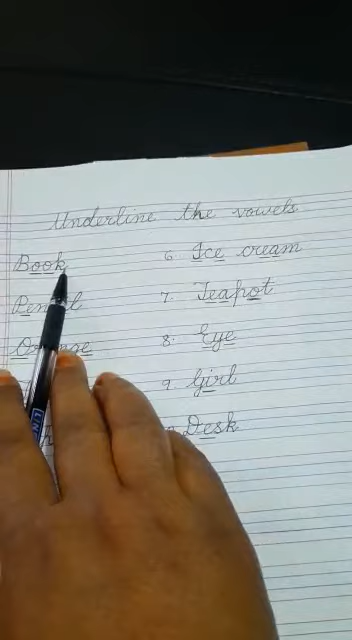 Underline the vowels
Book
6. Ice cream
7. Teapot
8. Eye
9. Girl
Desk